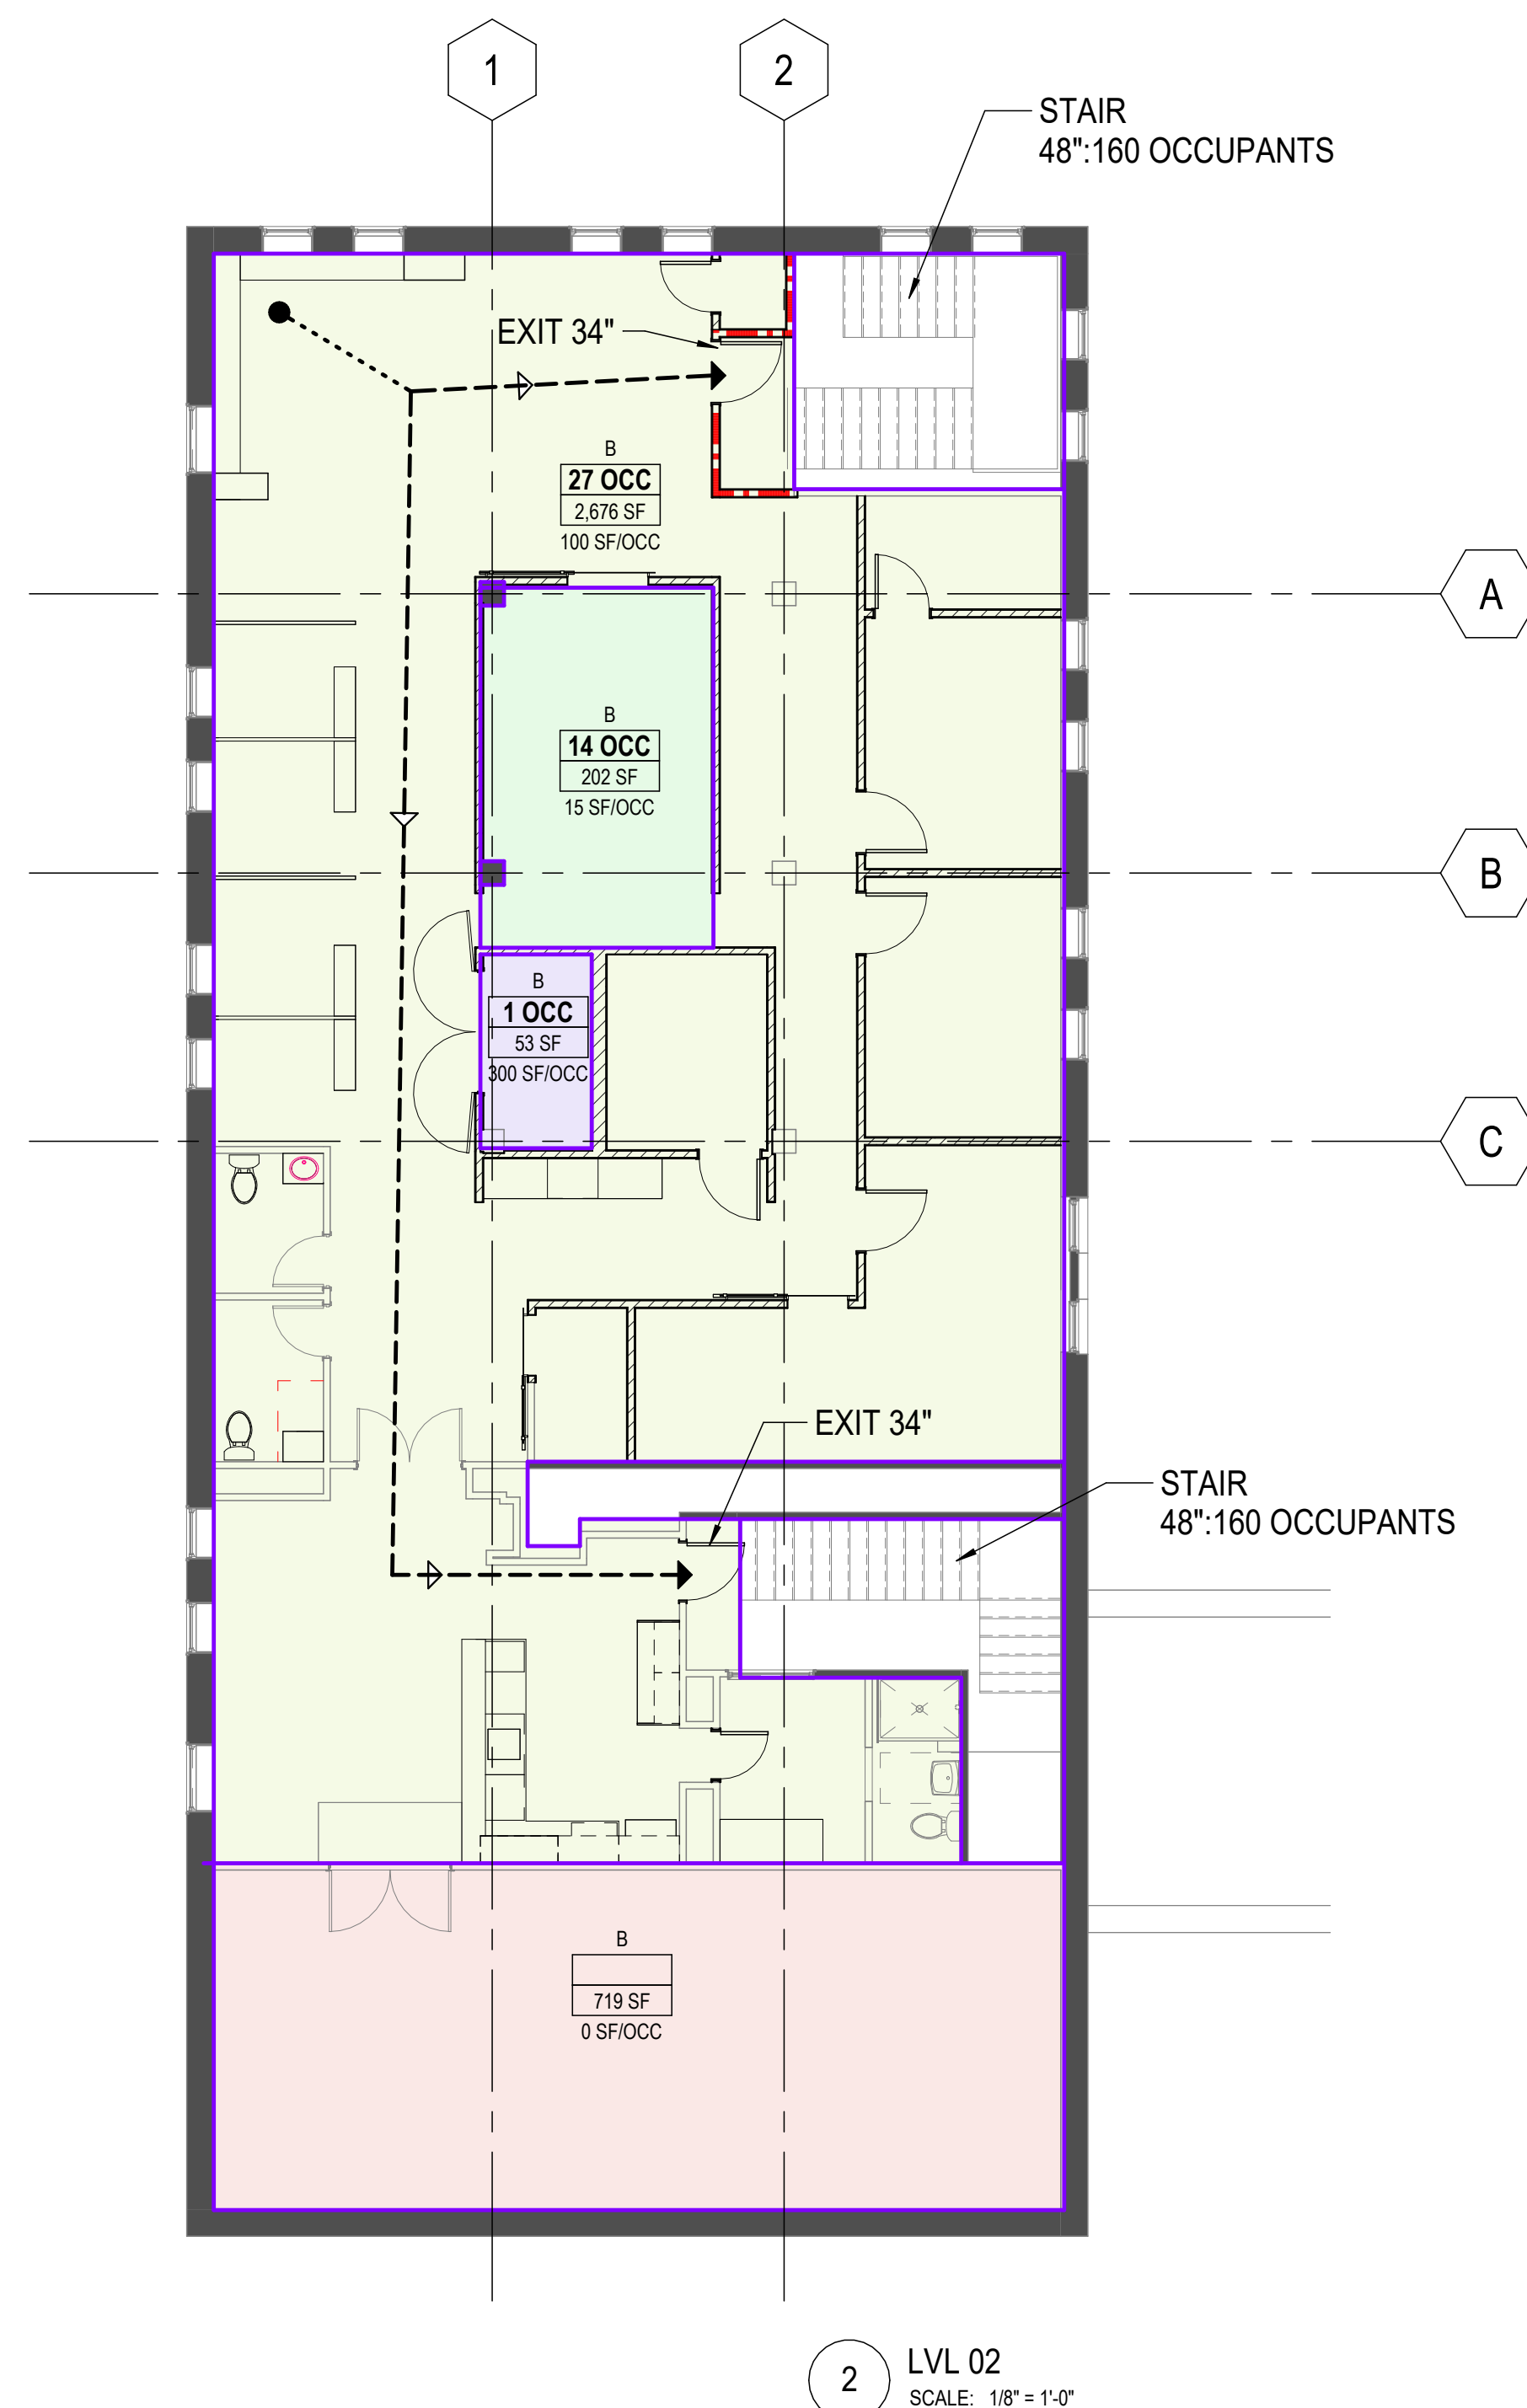 1
2
STAIR
48":160 OCCUPANTS
EXIT 34"
B
27 OCC
2,676 SF
100 SF/OCC
A
B
14 OCC
202 SF
15 SF/OCC
B
B
1 OCC
53 SF
300 SF/OCC
C
EXIT 34"
STAIR
48":160 OCCUPANTS
B
719 SF
0 SF/OCC
2
LVL 02
SCALE: 1/8" = 1'-0"